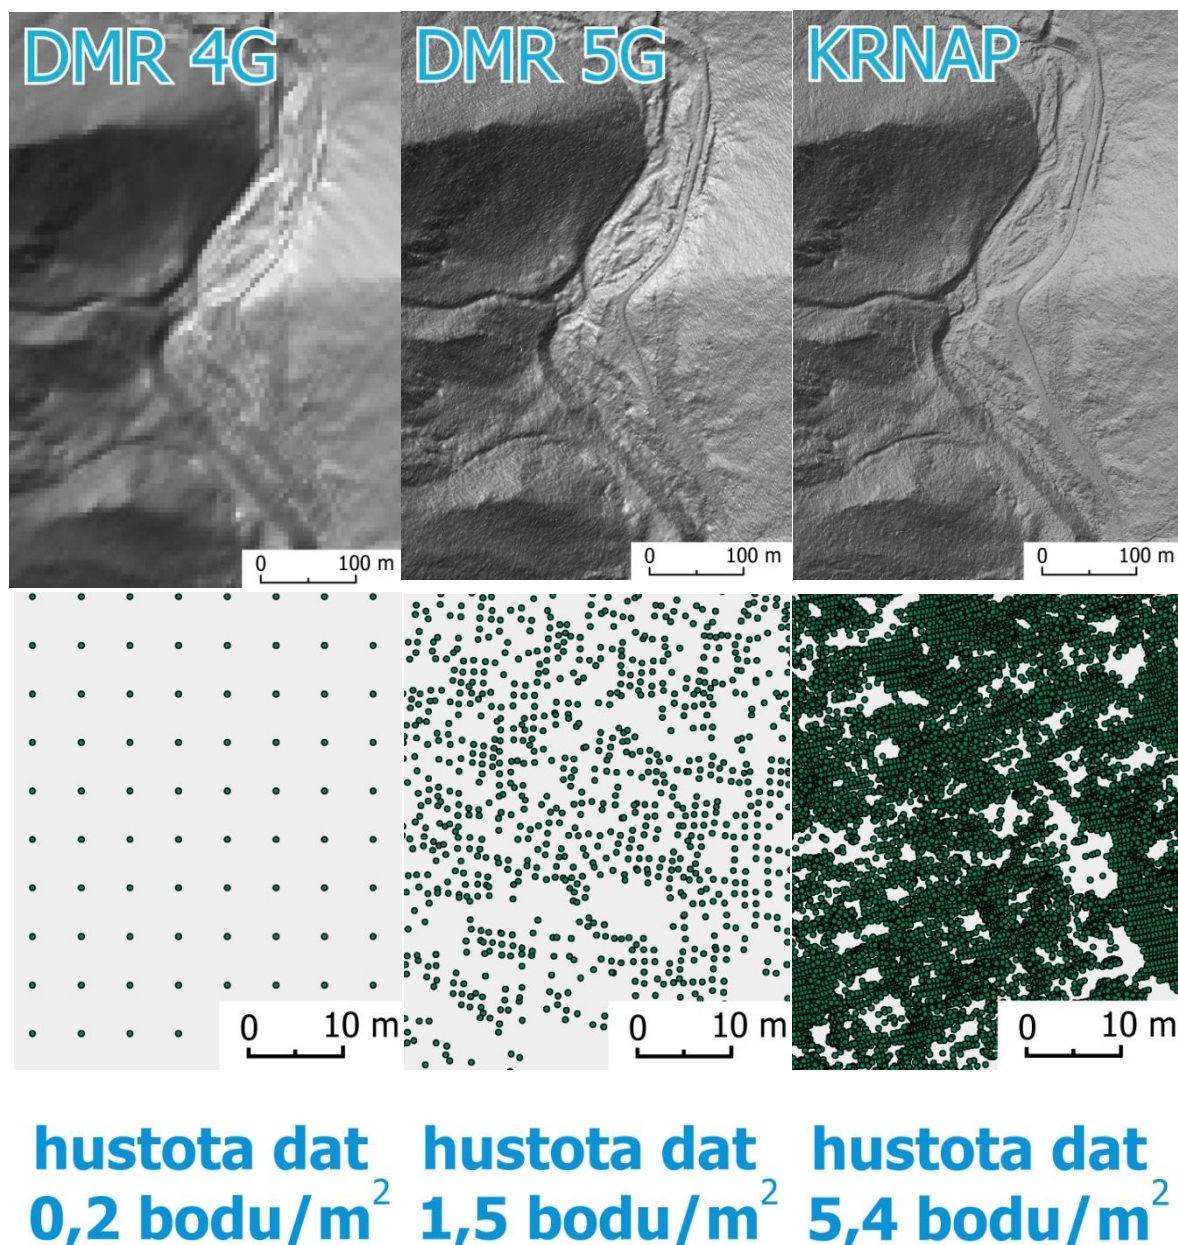 DMR 4G
DMR 5G
KRNAP
0 100 m
0 100 m
0 100 m
0 10 m
0 10 m
0 10 m
hustota dat
0,2 bodu/m²
hustota dat
1,5 bodu/m²
hustota dat
5,4 bodu/m²